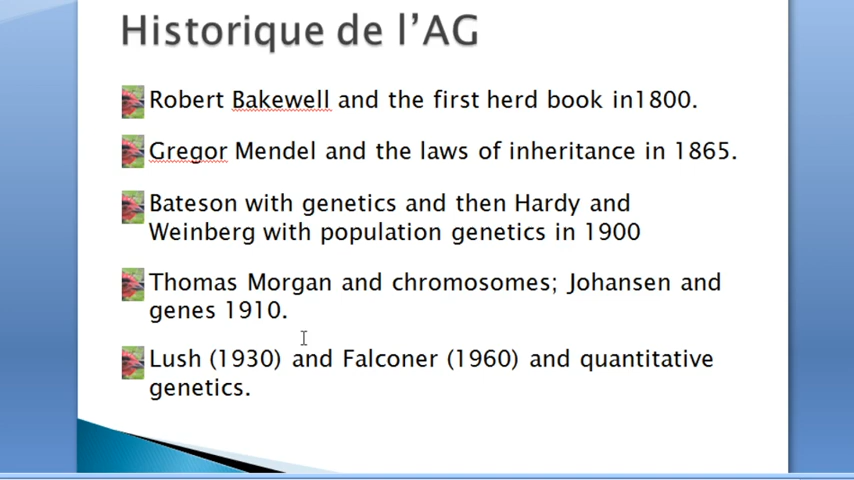 Historique de l’AG
Robert Bakewell and the first herd book in1800.
Gregor Mendel and the laws of inheritance in 1865.
Bateson with genetics and then Hardy and
Weinberg with population genetics in 1900
Thomas Morgan and chromosomes; Johansen and
genes 1910.
Lush (1930) and Falconer (1960) and quantitative
genetics.